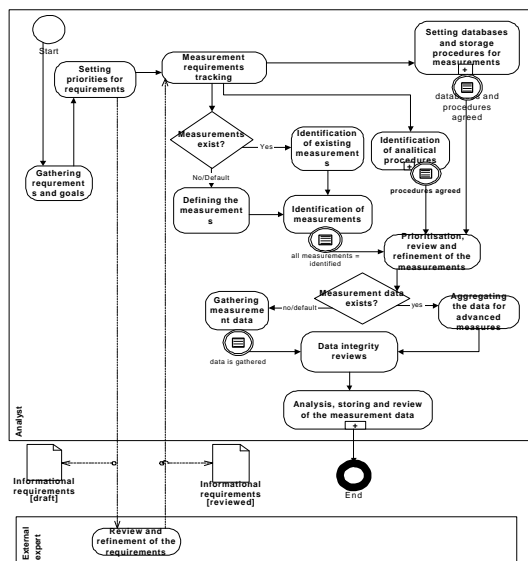 Start
Setting
priorities for
requirements
Measurement
requirements
tracking
Setting databases
and storage
procedures for
measurements
+
databases and
procedures
agreed
Gathering
requrement
s and goals
Measurements
exist?
Yes
Identification
of existing
measurement
s
Identification
of analitical
procedures
+
procedures agreed
No/Default
Defining the
measurement
s
Identification of
measurements
all measurements =
identified
Prioritisation,
review and
refinement of the
measurements
Measurement data
exists?
no/default
yes
Gathering
measureme
nt data
data is gathered
Aggregating
the data for
advanced
measures
Data integrity
reviews
Analysis, storing and review
of the measurement data
+
End
Analyst
Informational
requirements
[draft]
Informational
requirements
[reviewed]
Review and
refinement of the
requirements
External
expert